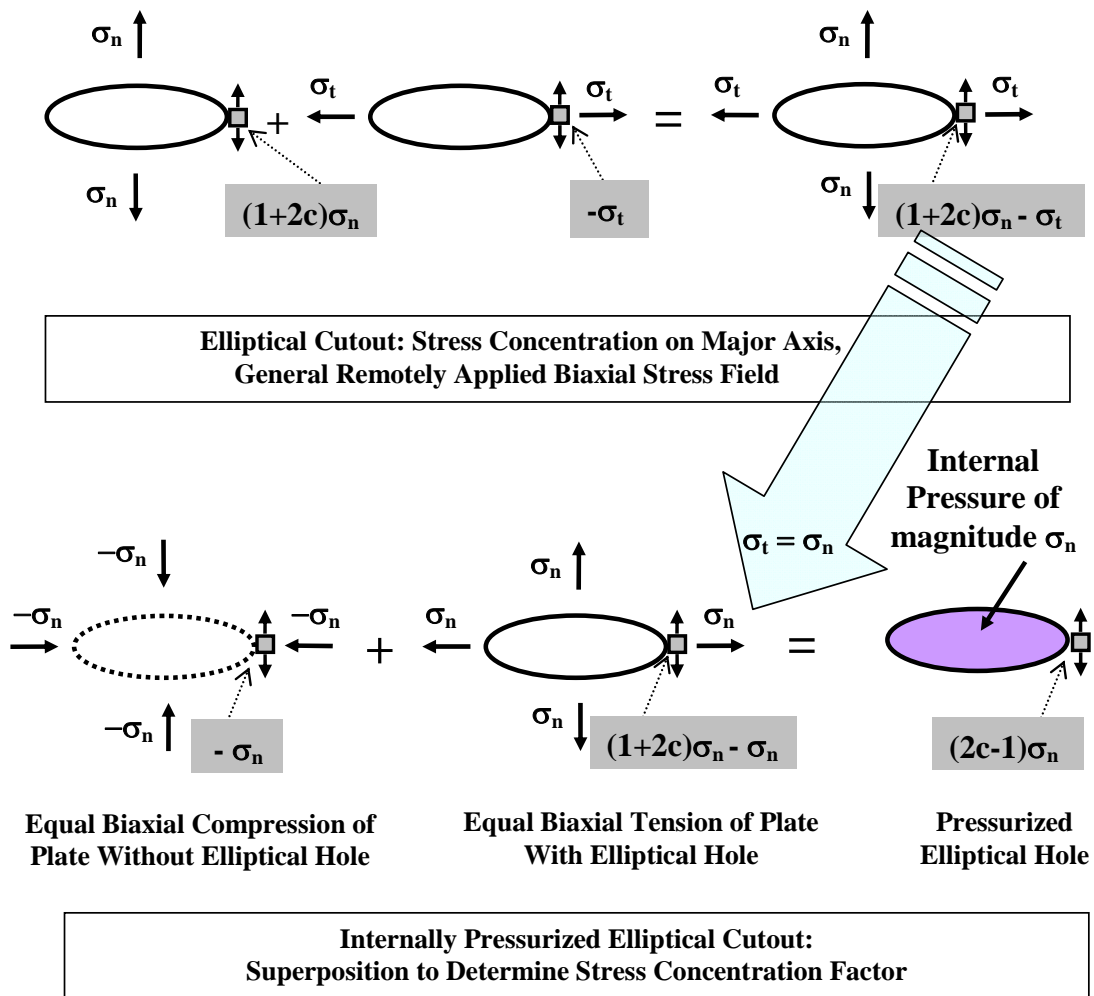 σn
σt σt σt σn σt
+ =
σn σn
(1+2c)σn -σt (1+2c)σn - σt
Elliptical Cutout: Stress Concentration on Major Axis,
General Remotely Applied Biaxial Stress Field
Internal
Pressure of
magnitude σn
σt = σn
−σn σn
−σn −σn σn σn
+ =
−σn σn
- σn (1+2c)σn - σn (2c-1)σn
Equal Biaxial Compression of
Plate Without Elliptical Hole
Equal Biaxial Tension of Plate
With Elliptical Hole
Pressurized
Elliptical Hole
Internally Pressurized Elliptical Cutout:
Superposition to Determine Stress Concentration Factor